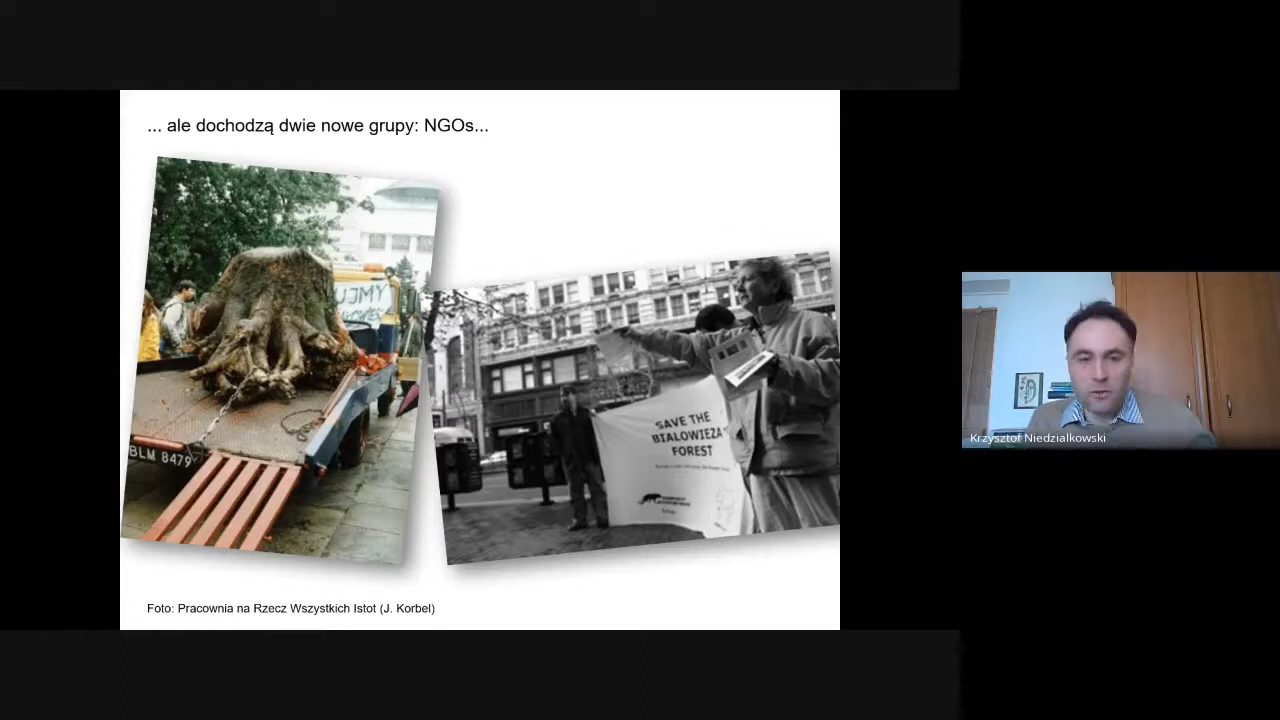 ... ale dochodzą dwie nowe grupy: NGOs...
UJMY
BLM 8479
SAVE THE
BIALOWIEZA
FOREST
Foto: Pracownia na Rzecz Wszystkich Istot (J. Korbel)
Krzysztof Niedzialkowski